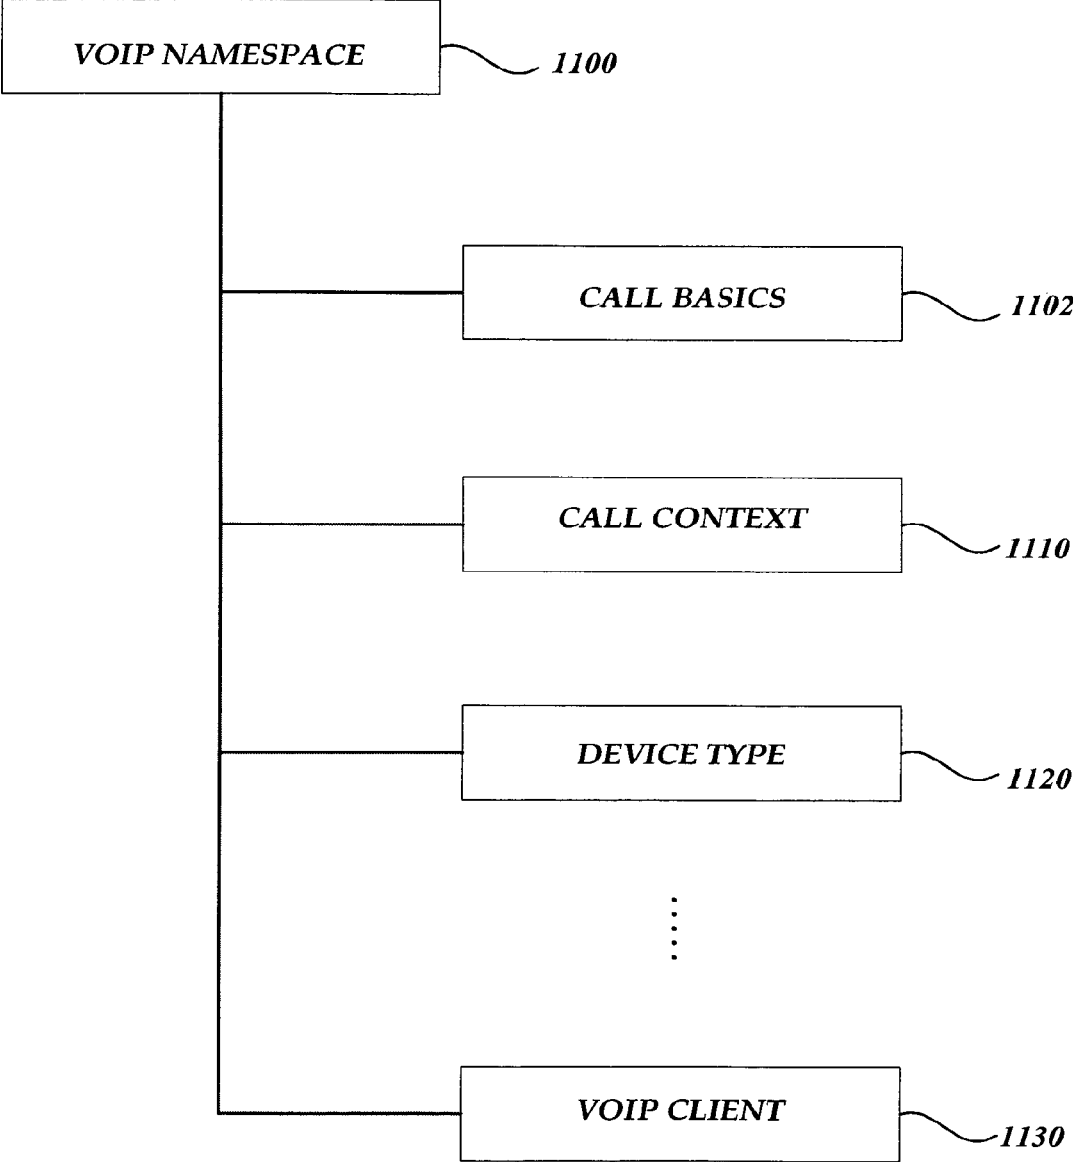 VOIP NAMESPACE
1100
CALL BASICS
1102
CALL CONTEXT
1110
DEVICE TYPE
1120
VOIP CLIENT
1130